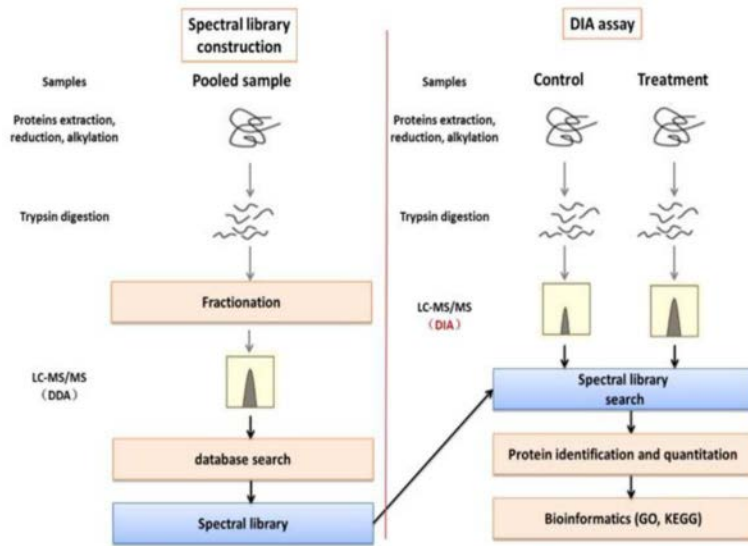 Spectral library
construction
Samples
Pooled sample
Proteins extraction,
reduction, alkylation
Trypsin digestion
Fractionation
LC-MS/MS
（DDA）
database search
Spectral library
DIA assay
Samples
Control
Treatment
Proteins extraction,
reduction, alkylation
Trypsin digestion
LC-MS/MS
（DIA）
Spectral library
search
Protein identification and quantitation
Bioinformatics (GO, KEGG)